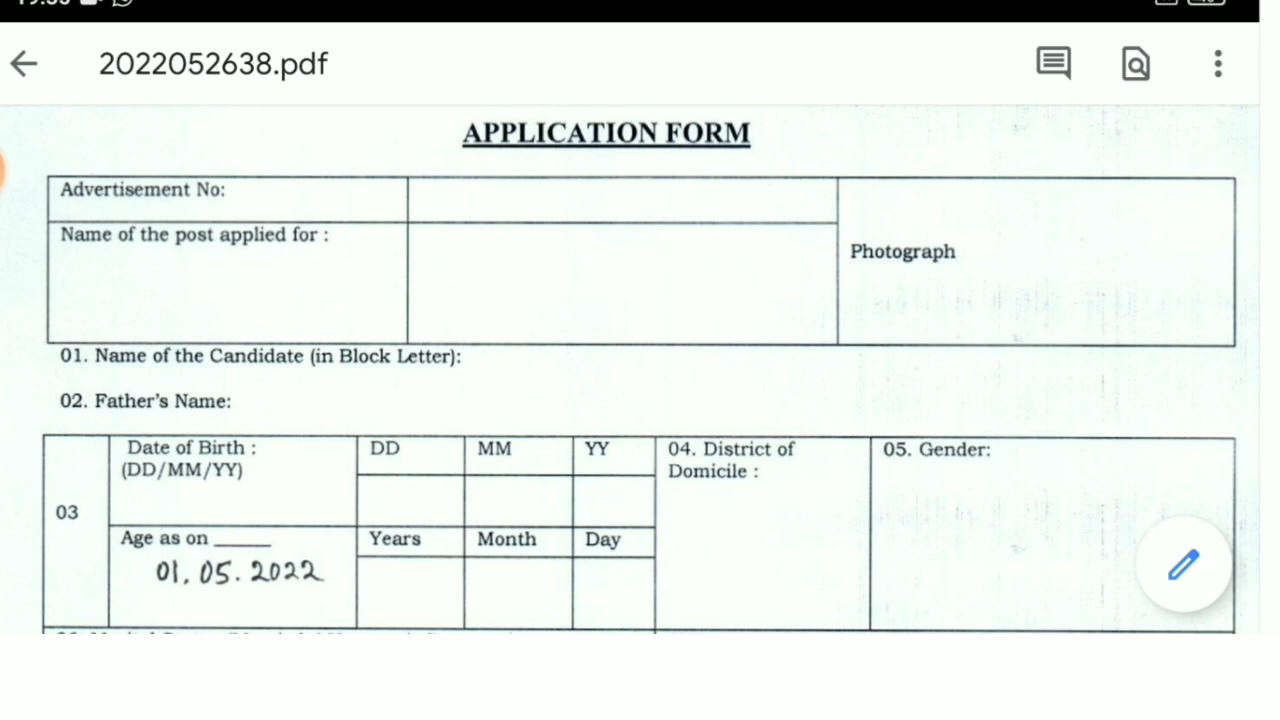 2022052638.pdf
APPLICATION FORM
Advertisement No:
Name of the post applied for :
Photograph
01. Name of the Candidate (in Block Letter):
02. Father's Name:
03
Date of Birth :
(DD/MM/YY)
DD
MM
YY
04. District of
Domicile :
05. Gender:
Age as on _____
01.05.2022
Years
Month
Day